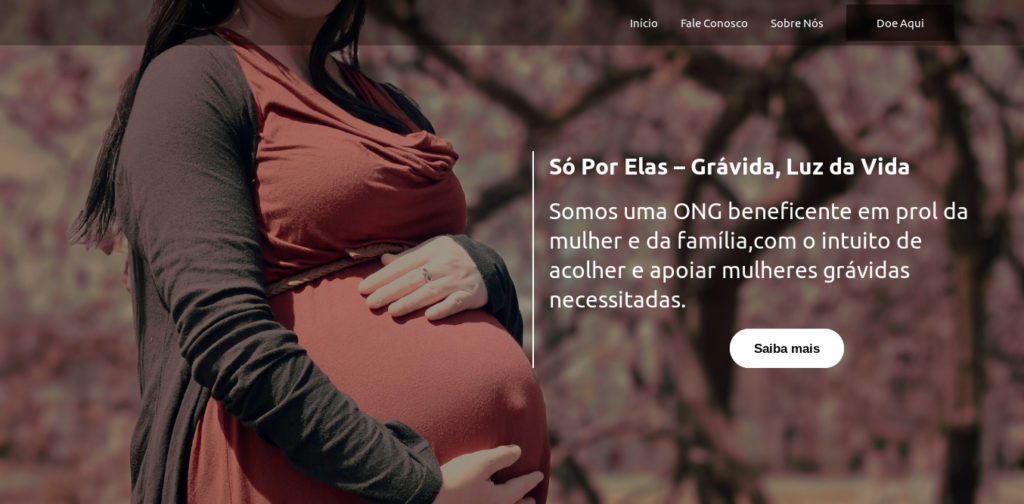 Início Fale Conosco Sobre Nós Doe Aqui
Só Por Elas – Grávida, Luz da Vida
Somos uma ONG beneficente em prol da
mulher e da família,com o intuito de
acolher e apoiar mulheres grávidas
necessitadas.
Saiba mais